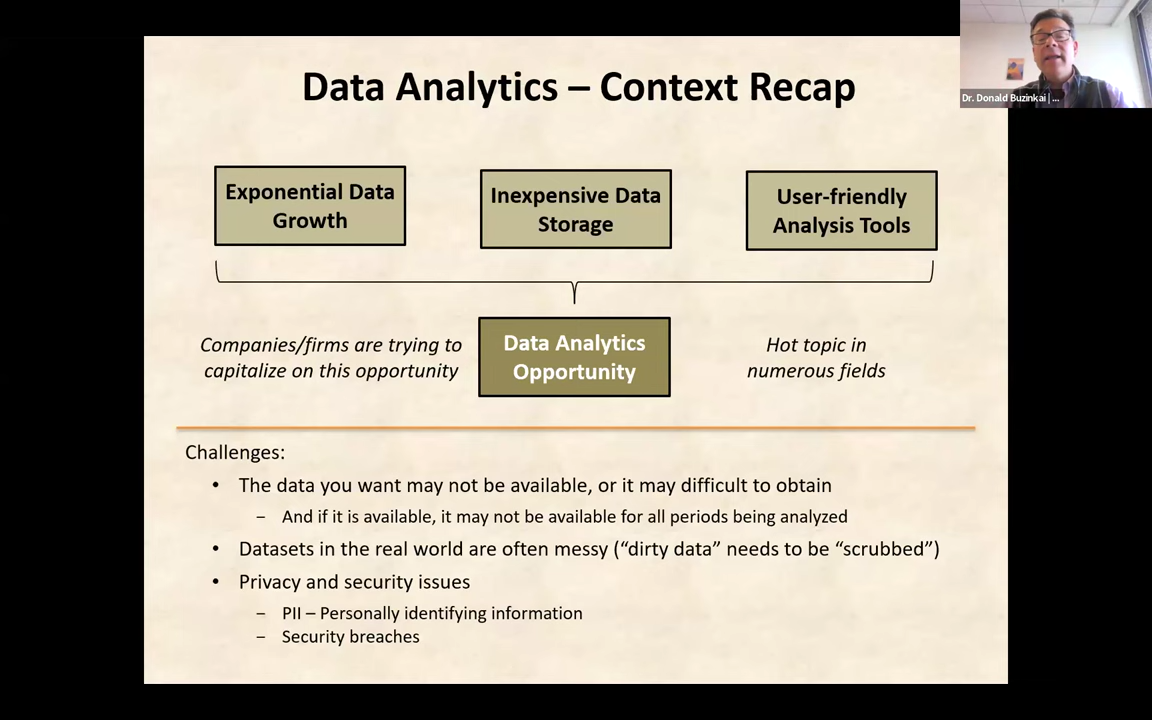 Data Analytics – Context Recap
Dr. Donald Buzinkai | ...
Exponential Data
Growth
Inexpensive Data
Storage
User-friendly
Analysis Tools
Companies/firms are trying to
capitalize on this opportunity
Data Analytics
Opportunity
Hot topic in
numerous fields
Challenges:
• The data you want may not be available, or it may difficult to obtain
– And if it is available, it may not be available for all periods being analyzed
• Datasets in the real world are often messy (“dirty data” needs to be “scrubbed”)
• Privacy and security issues
– PII – Personally identifying information
– Security breaches